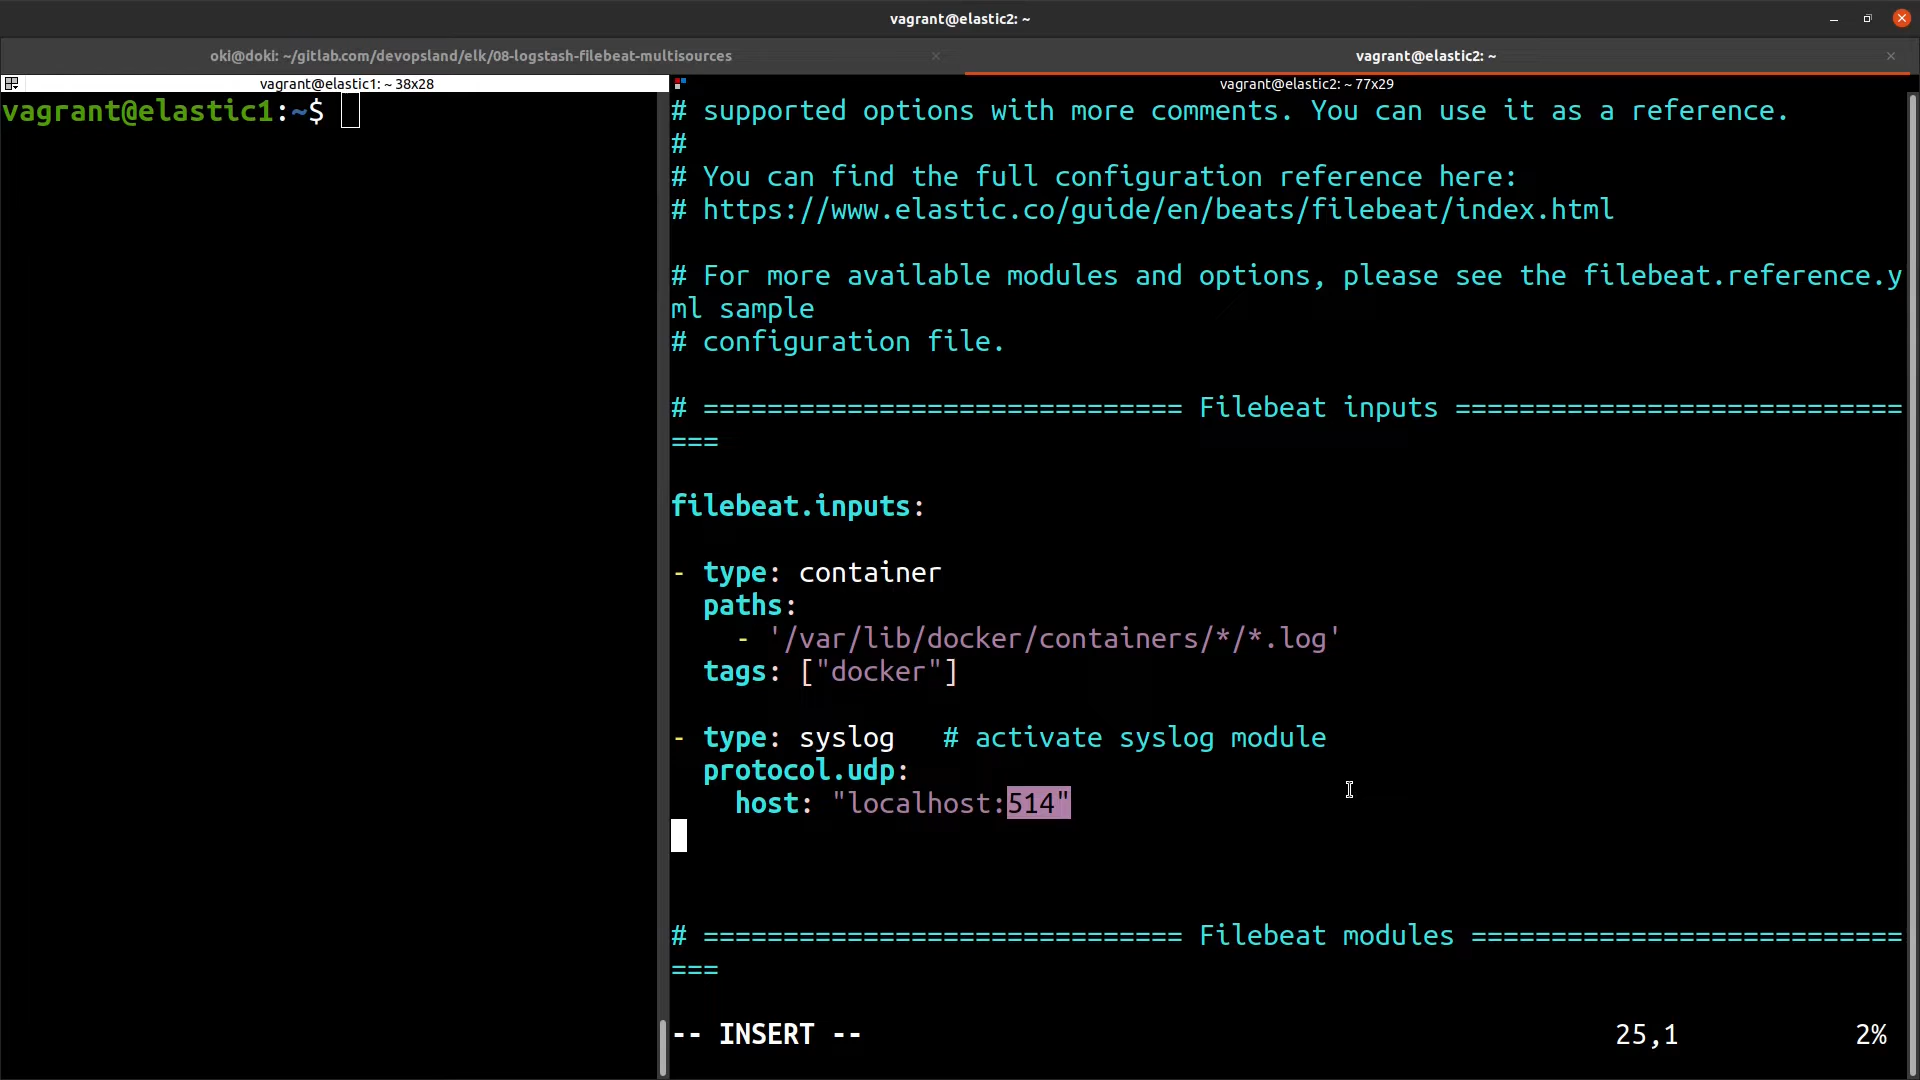 vagrant@elastic2: ~
oki@doki: ~/gitlab.com/devopsland/elk/08-logstash-filebeat-multisources
vagrant@elastic2: ~
vagrant@elastic1: ~ 38x28
vagrant@elastic1:~$
vagrant@elastic2: ~ 77x29
# supported options with more comments. You can use it as a reference.
#
# You can find the full configuration reference here:
# https://www.elastic.co/guide/en/beats/filebeat/index.html
# For more available modules and options, please see the filebeat.reference.y
ml sample
# configuration file.
# ============================== Filebeat inputs ============================
===
filebeat.inputs:
- type: container
paths:
- '/var/lib/docker/containers/*/*.log'
tags: ["docker"]
- type: syslog   # activate syslog module
protocol.udp:
host: "localhost:514"
# ============================== Filebeat modules ===========================
===
-- INSERT --
25,1
2%